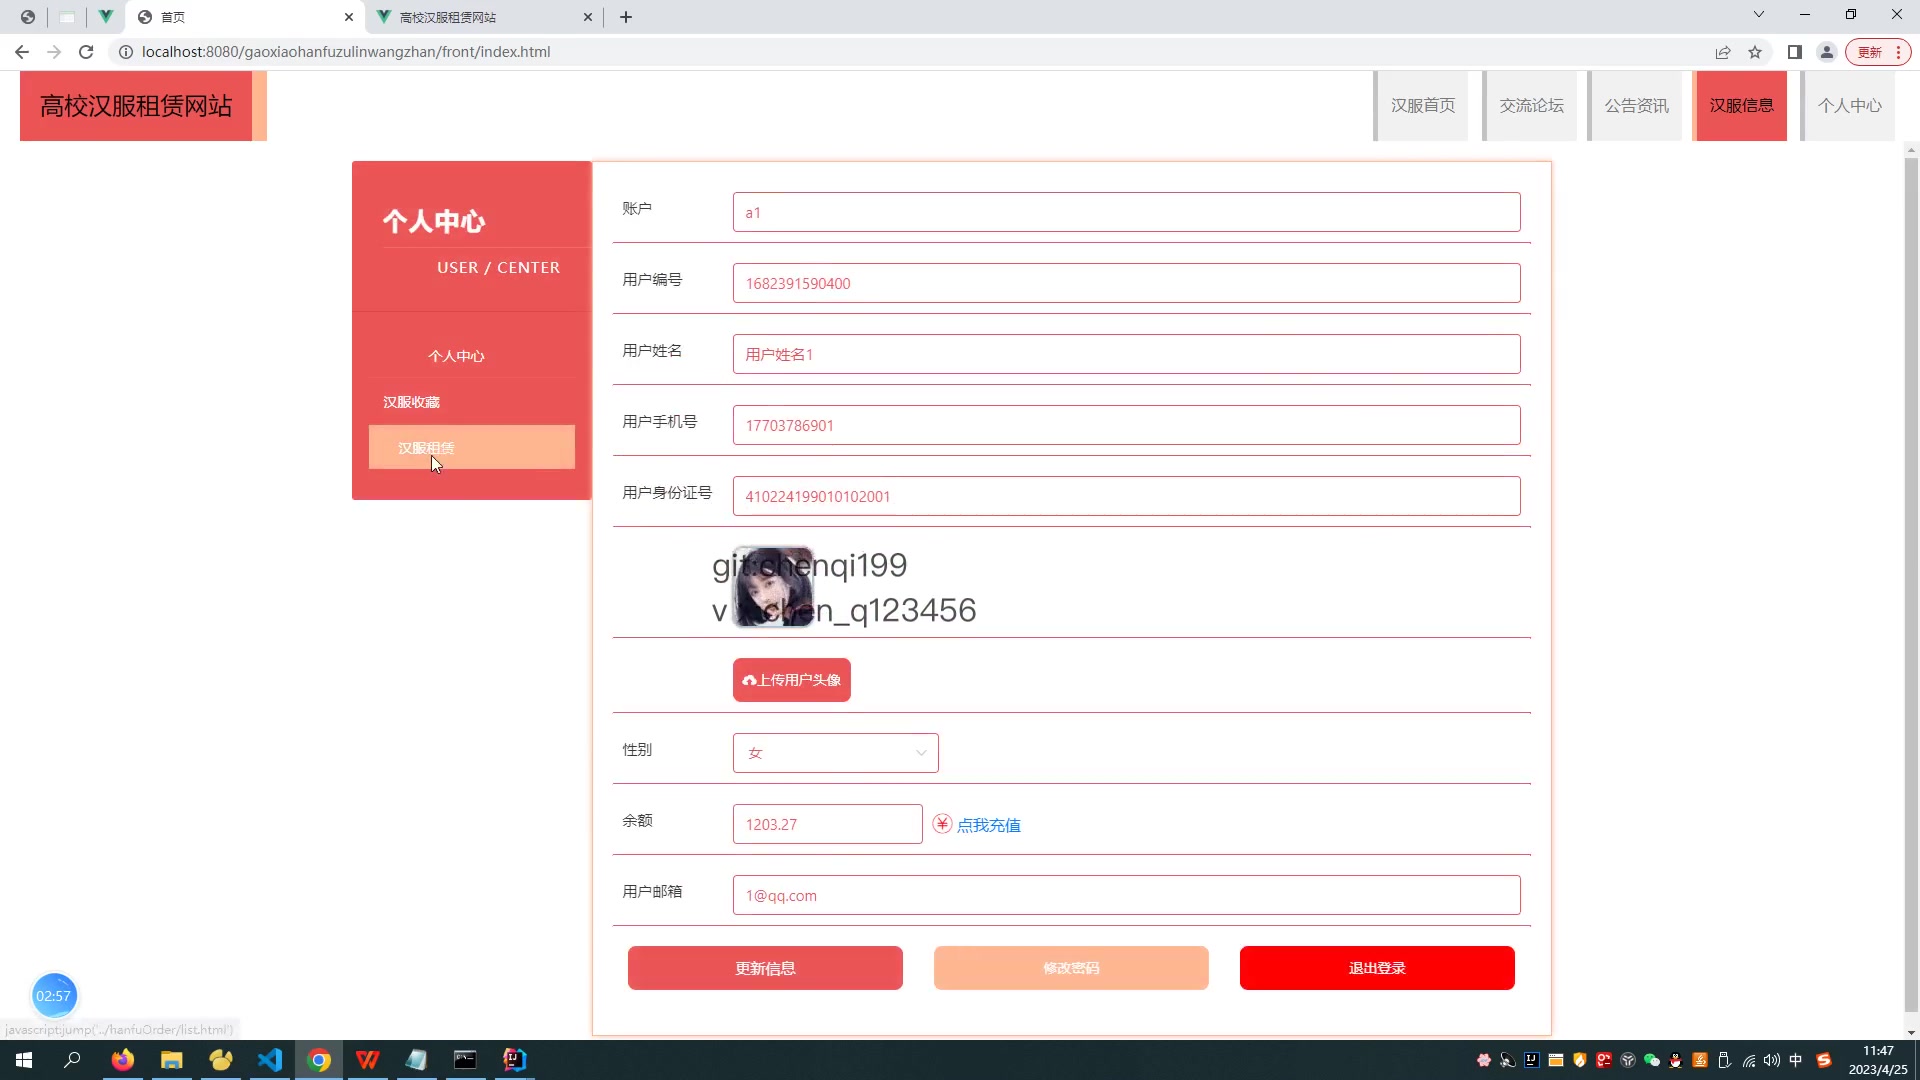 首页
高校汉服租赁网站
localhost:8080/gaoxiaohanfuzulinwangzhan/front/index.html
更新
高校汉服租赁网站
汉服首页
交流论坛
公告资讯
汉服信息
个人中心
个人中心
USER / CENTER
个人中心
汉服收藏
汉服租赁
账户
a1
用户编号
1682391590400
用户姓名
用户姓名1
用户手机号
17703786901
用户身份证号
410224199010102001
git:chenqi199
chen_q123456
上传用户头像
性别
女
余额
1203.27
点我充值
用户邮箱
1@qq.com
更新信息
修改密码
退出登录
02:57
javascript:jump('../hanfuOrder/list.html')
中
11:47
2023/4/25